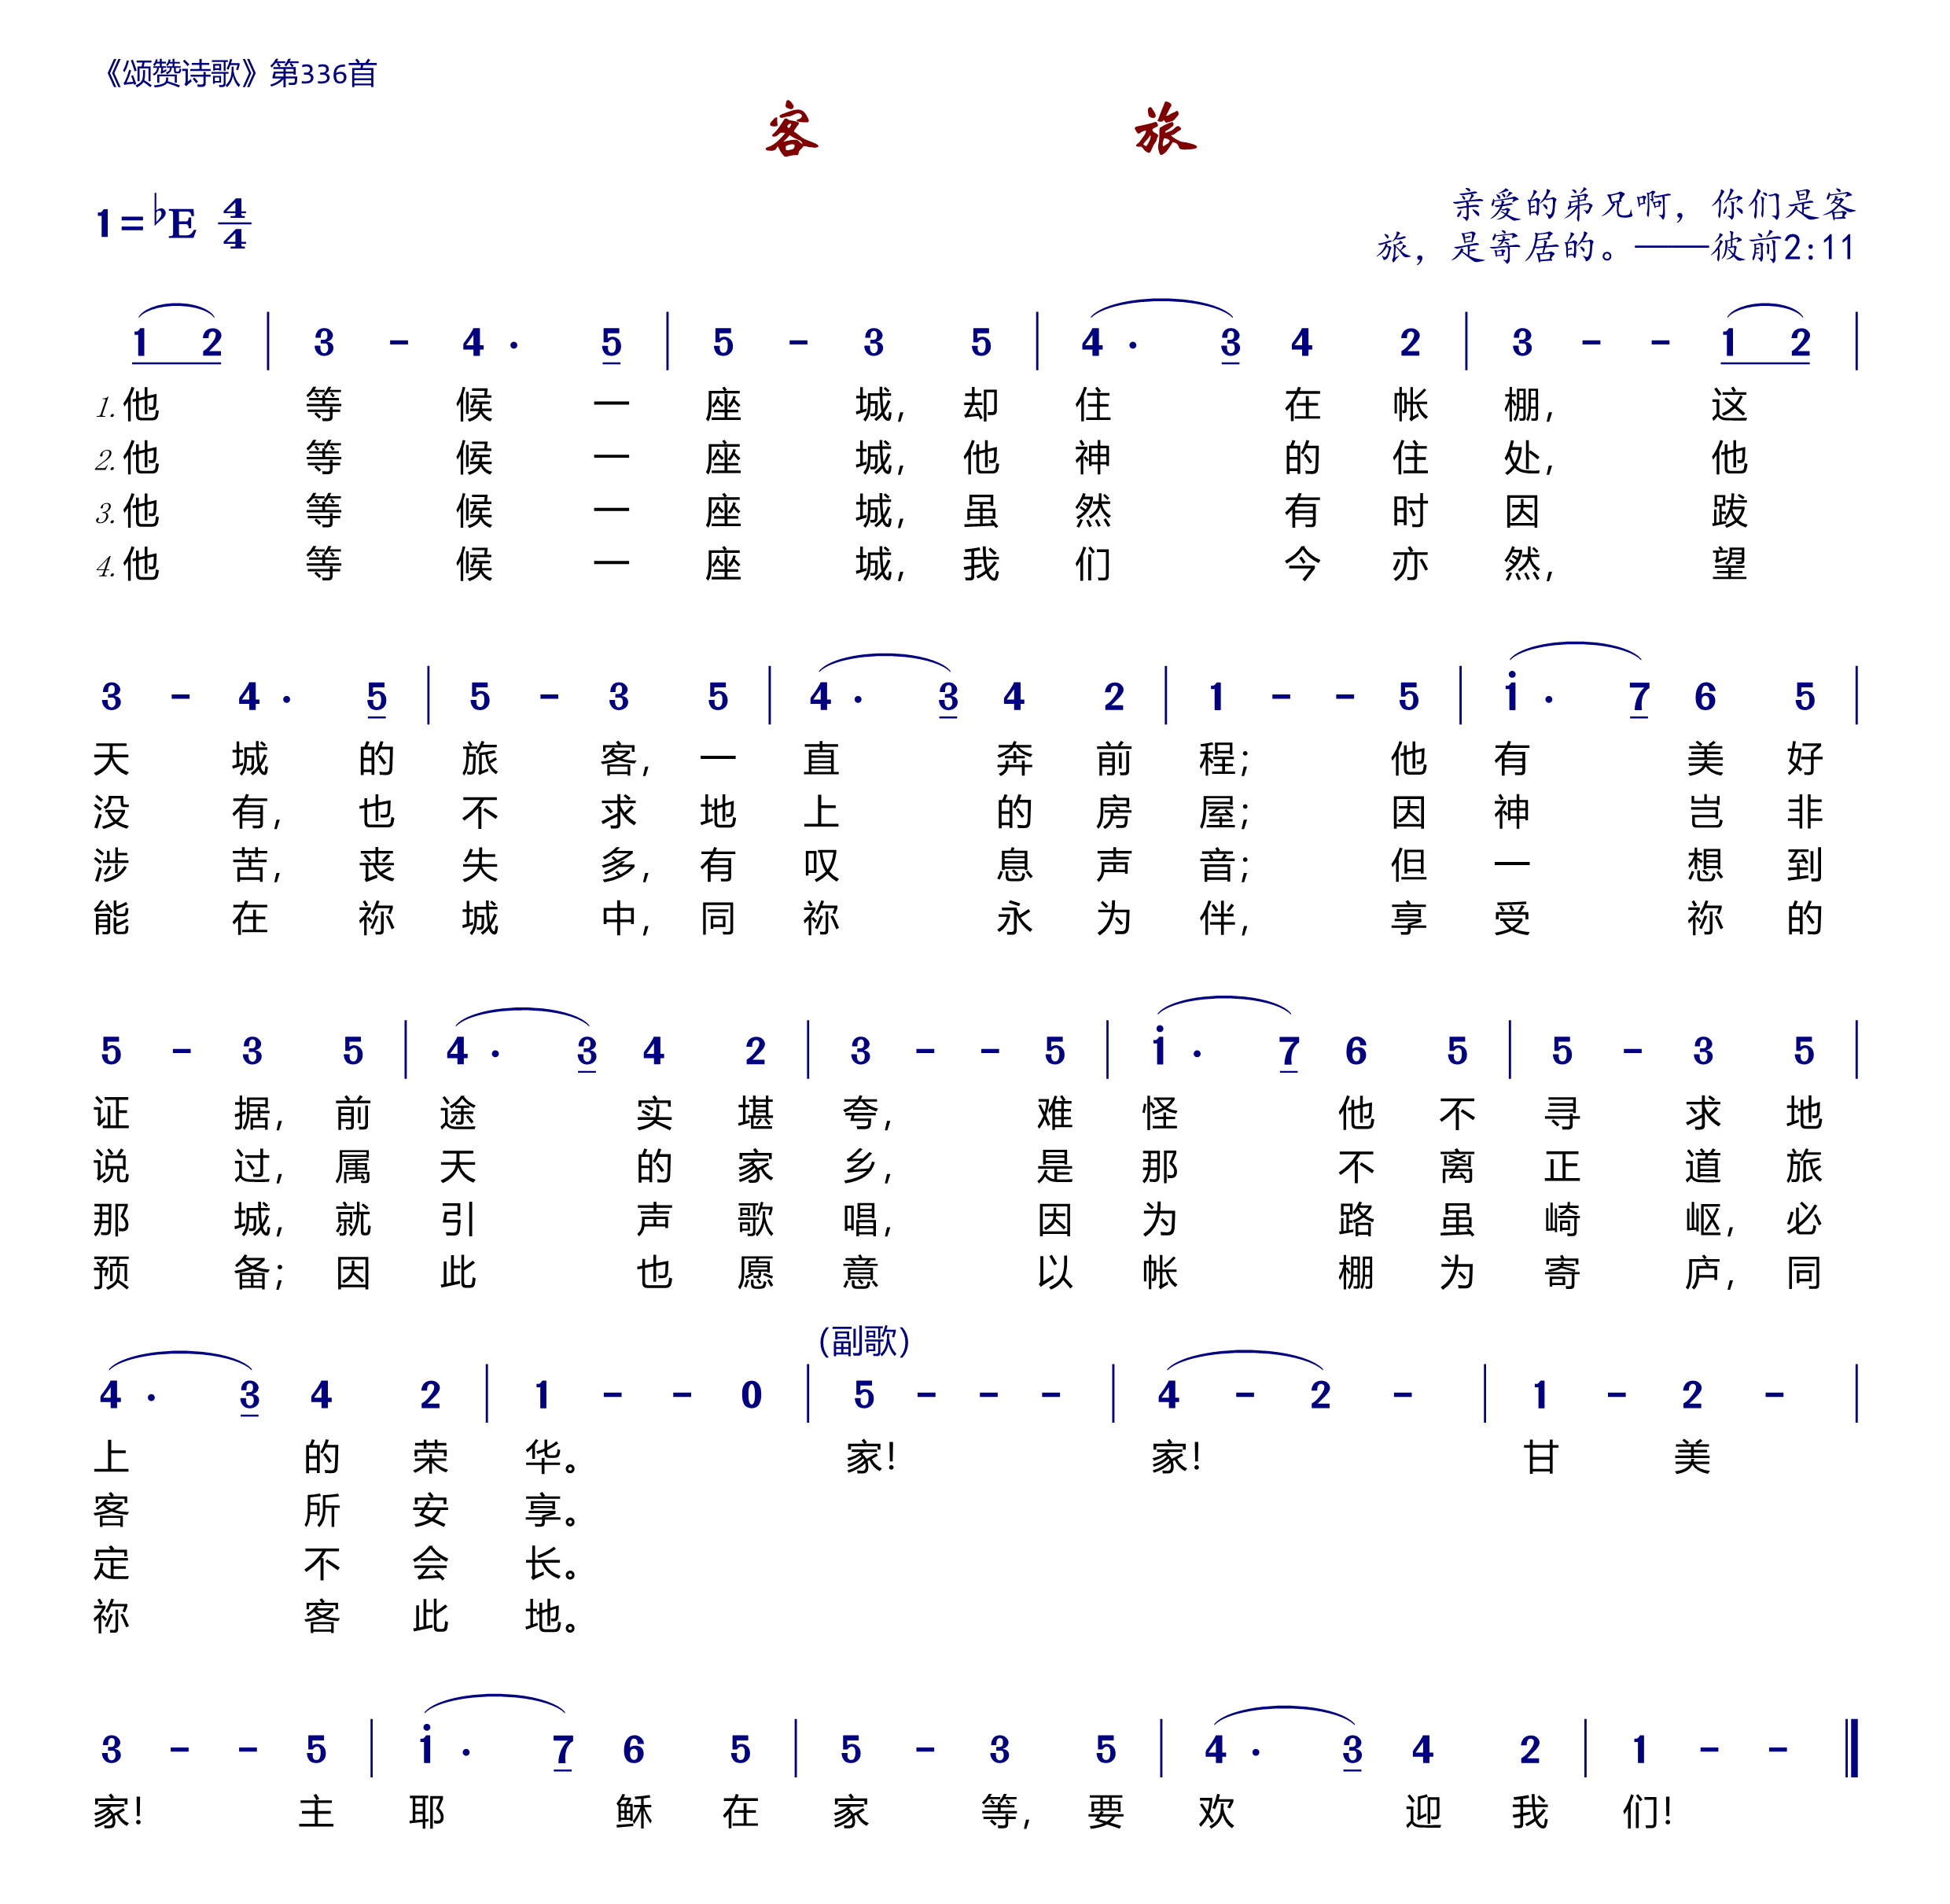 《颂赞诗歌》第336首
客 旅
1=♭E 4/4
亲爱的弟兄啊，你们是客
旅，是寄居的。——彼前2:11
1 2 | 3 - 4 · 5 | 5 - 3 5 | 4 · 3 4 2 | 3 - - 1 2 |
1.他 等 候 一 座 城，却 住 在 帐 棚， 这
2.他 等 候 一 座 城，他 神 的 住 处， 他
3.他 等 候 一 座 城，虽 然 有 时 因 跋
4.他 等 候 一 座 城，我 们 今 亦 然， 望
3 - 4 · 5 | 5 - 3 5 | 4 · 3 4 2 | 1 - - 5 | i · 7 6 5 |
天 城 的 旅 客，一 直 奔 前 程； 他 有 美 好
没 有，也 不 求 地 上 的 房 屋； 因 神 岂 非
涉 苦，丧 失 多，有 叹 息 声 音； 但 一 想 到
能 在 祢 城 中，同 祢 永 为 伴， 享 受 祢 的
5 - 3 5 | 4 · 3 4 2 | 3 - - 5 | i · 7 6 5 | 5 - 3 5 |
证 据，前 途 实 堪 夸， 难 怪 他 不 寻 求 地
说 过，属 天 的 家 乡， 是 那 不 离 正 道 旅
那 城，就 引 声 歌 唱， 因 为 路 虽 崎 岖，必
预 备；因 此 也 愿 意 以 帐 棚 为 寄 庐，同
(副歌)
4 · 3 4 2 | 1 - - 0 | 5 - - - | 4 - 2 - | 1 - 2 - |
上 的 荣 华。 家！ 家！ 甘 美
客 所 安 享。
定 不 会 长。
祢 客 此 地。
3 - - 5 | i · 7 6 5 | 5 - 3 5 | 4 · 3 4 2 | 1 - - ‖
家！ 主 耶 稣 在 家 等，要 欢 迎 我 们！